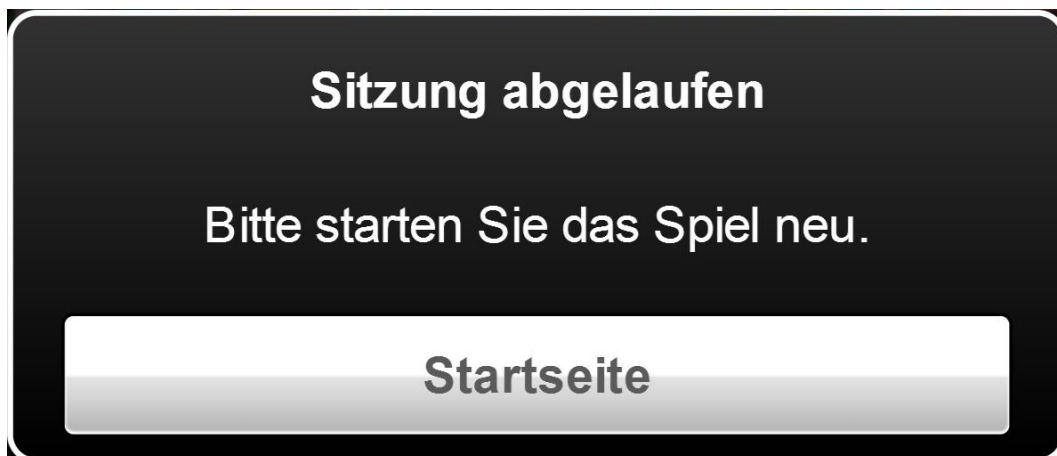 Sitzung abgelaufen
Bitte starten Sie das Spiel neu.
Startseite